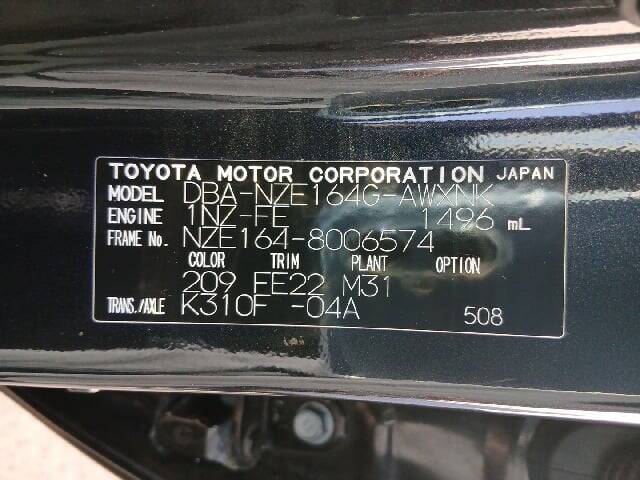 TOYOTA MOTOR CORPORATION JAPAN
MODEL DBA-NZE164G-AWXNK
ENGINE 1NZ-FE 1496 mL
FRAME No. NZE164-8006574
COLOR TRIM PLANT OPTION
209 FE22 M31
TRANS./AXLE K310F -04A
508